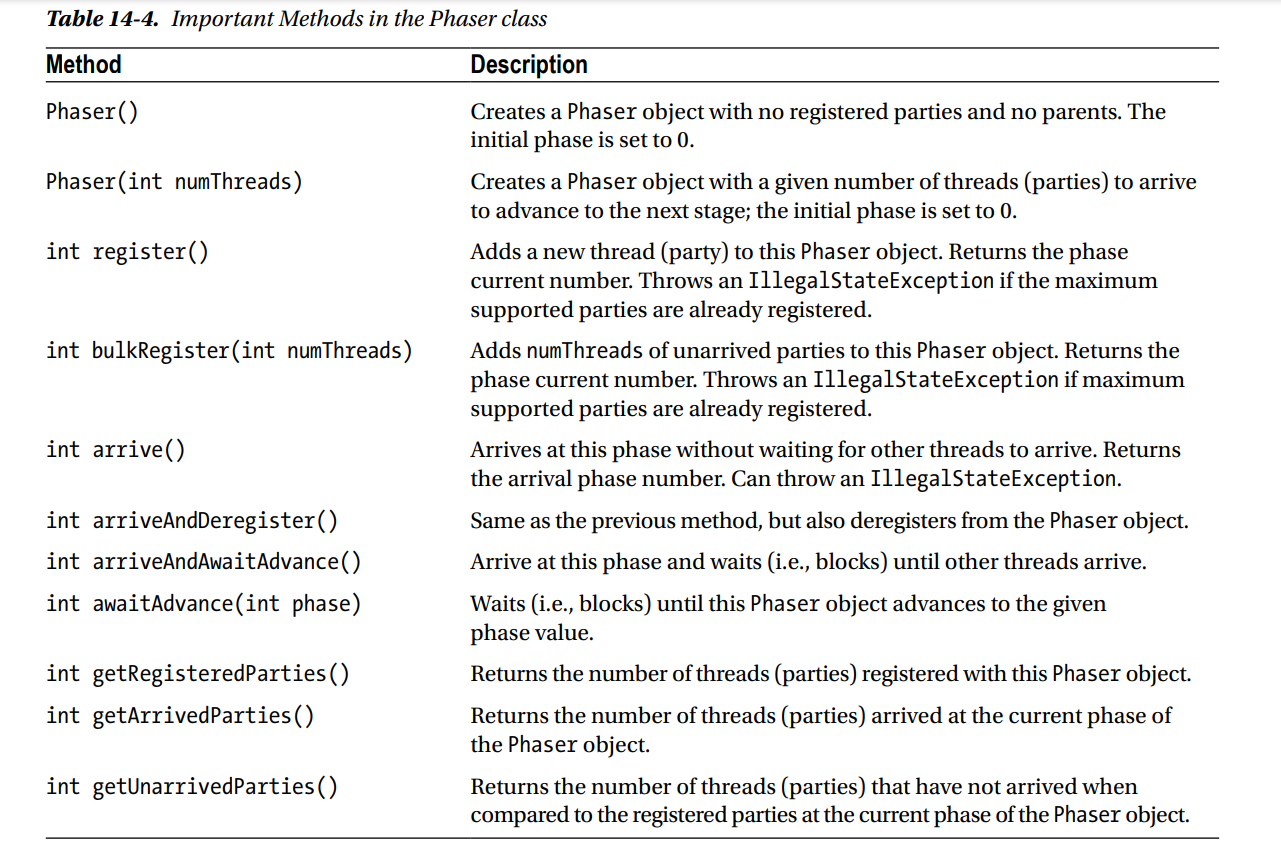 Table 14-4. Important Methods in the Phaser class
Method Description
Phaser() Creates a Phaser object with no registered parties and no parents. The
initial phase is set to 0.
Phaser(int numThreads) Creates a Phaser object with a given number of threads (parties) to arrive
to advance to the next stage; the initial phase is set to 0.
int register() Adds a new thread (party) to this Phaser object. Returns the phase
current number. Throws an IllegalStateException if the maximum
supported parties are already registered.
int bulkRegister(int numThreads) Adds numThreads of unarrived parties to this Phaser object. Returns the
phase current number. Throws an IllegalStateException if maximum
supported parties are already registered.
int arrive() Arrives at this phase without waiting for other threads to arrive. Returns
the arrival phase number. Can throw an IllegalStateException.
int arriveAndDeregister() Same as the previous method, but also deregisters from the Phaser object.
int arriveAndAwaitAdvance() Arrive at this phase and waits (i.e., blocks) until other threads arrive.
int awaitAdvance(int phase) Waits (i.e., blocks) until this Phaser object advances to the given
phase value.
int getRegisteredParties() Returns the number of threads (parties) registered with this Phaser object.
int getArrivedParties() Returns the number of threads (parties) arrived at the current phase of
the Phaser object.
int getUnarrivedParties() Returns the number of threads (parties) that have not arrived when
compared to the registered parties at the current phase of the Phaser object.